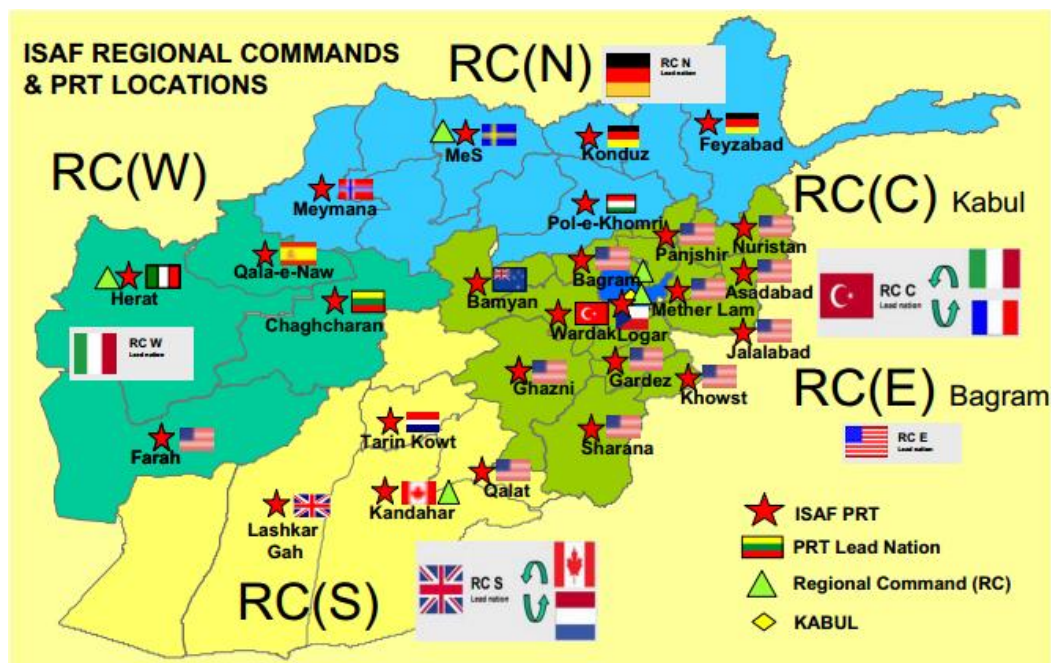 ISAF REGIONAL COMMANDS
& PRT LOCATIONS
RC(N)
RC N
Lead nation
MeS
Konduz
Feyzabad
RC(W)
Meymana
Pol-e-Khomri
RC(C) Kabul
Panjshir
Nuristan
Qala-e-Naw
Herat
Bagram
Bamyan
Asadabad
Mether Lam
RC C
Lead nation
Chaghcharan
Wardak
Logar
Jalalabad
RC W
Lead nation
Ghazni
Gardez
Khowst
RC(E) Bagram
Tarin Kowt
Sharana
RC E
Lead nation
Farah
Qalat
Kandahar
Lashkar
Gah
RC(S)
RC S
Lead nation
ISAF PRT
PRT Lead Nation
Regional Command (RC)
KABUL